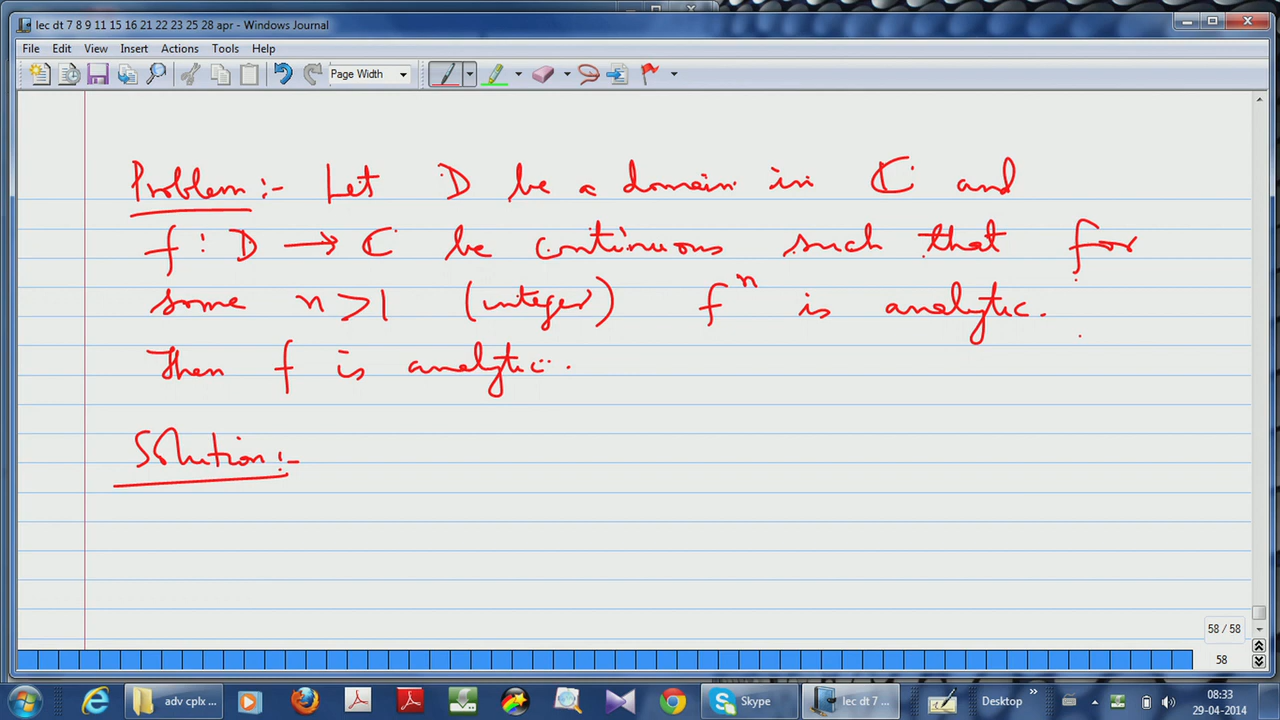 lec dt 7 8 9 11 15 16 21 22 23 25 28 apr - Windows Journal
File Edit View Insert Actions Tools Help
Page Width
Problem:- Let D be a domain in ℂ and
f : D → ℂ be continuous such that for
some n > 1 (integer) fⁿ is analytic.
Then f is analytic.
Solution:-
58 / 58
58
adv cplx ...
Skype
lec dt 7 ...
Desktop
08:33
29-04-2014